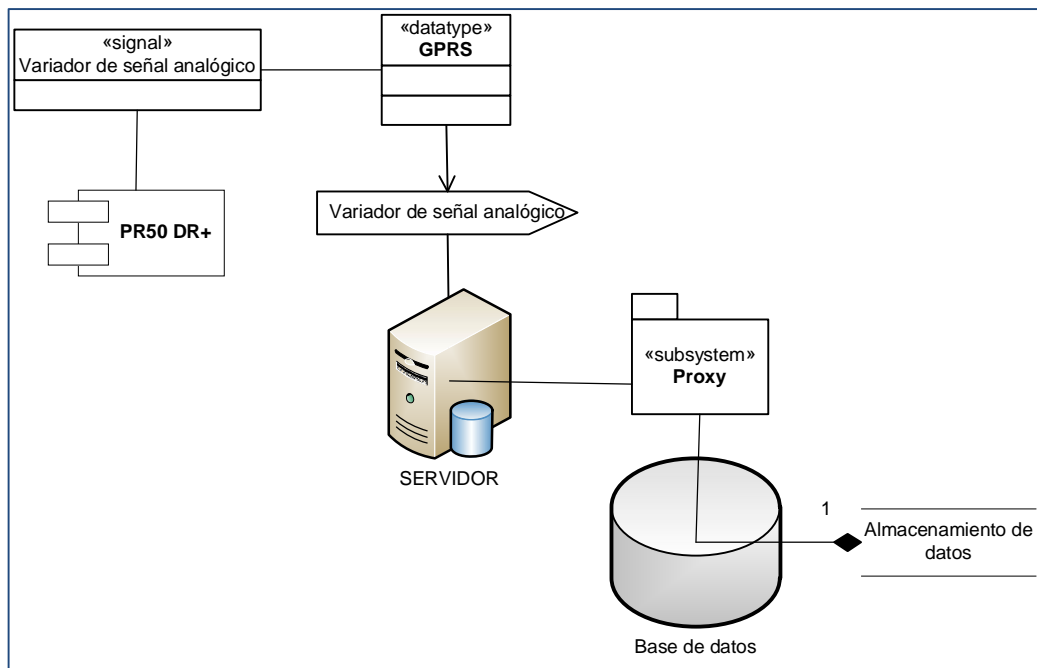 «signal»
Variador de señal analógico
«datatype»
GPRS
PR50 DR+
Variador de señal analógico
SERVIDOR
«subsystem»
Proxy
1
Almacenamiento de
datos
Base de datos